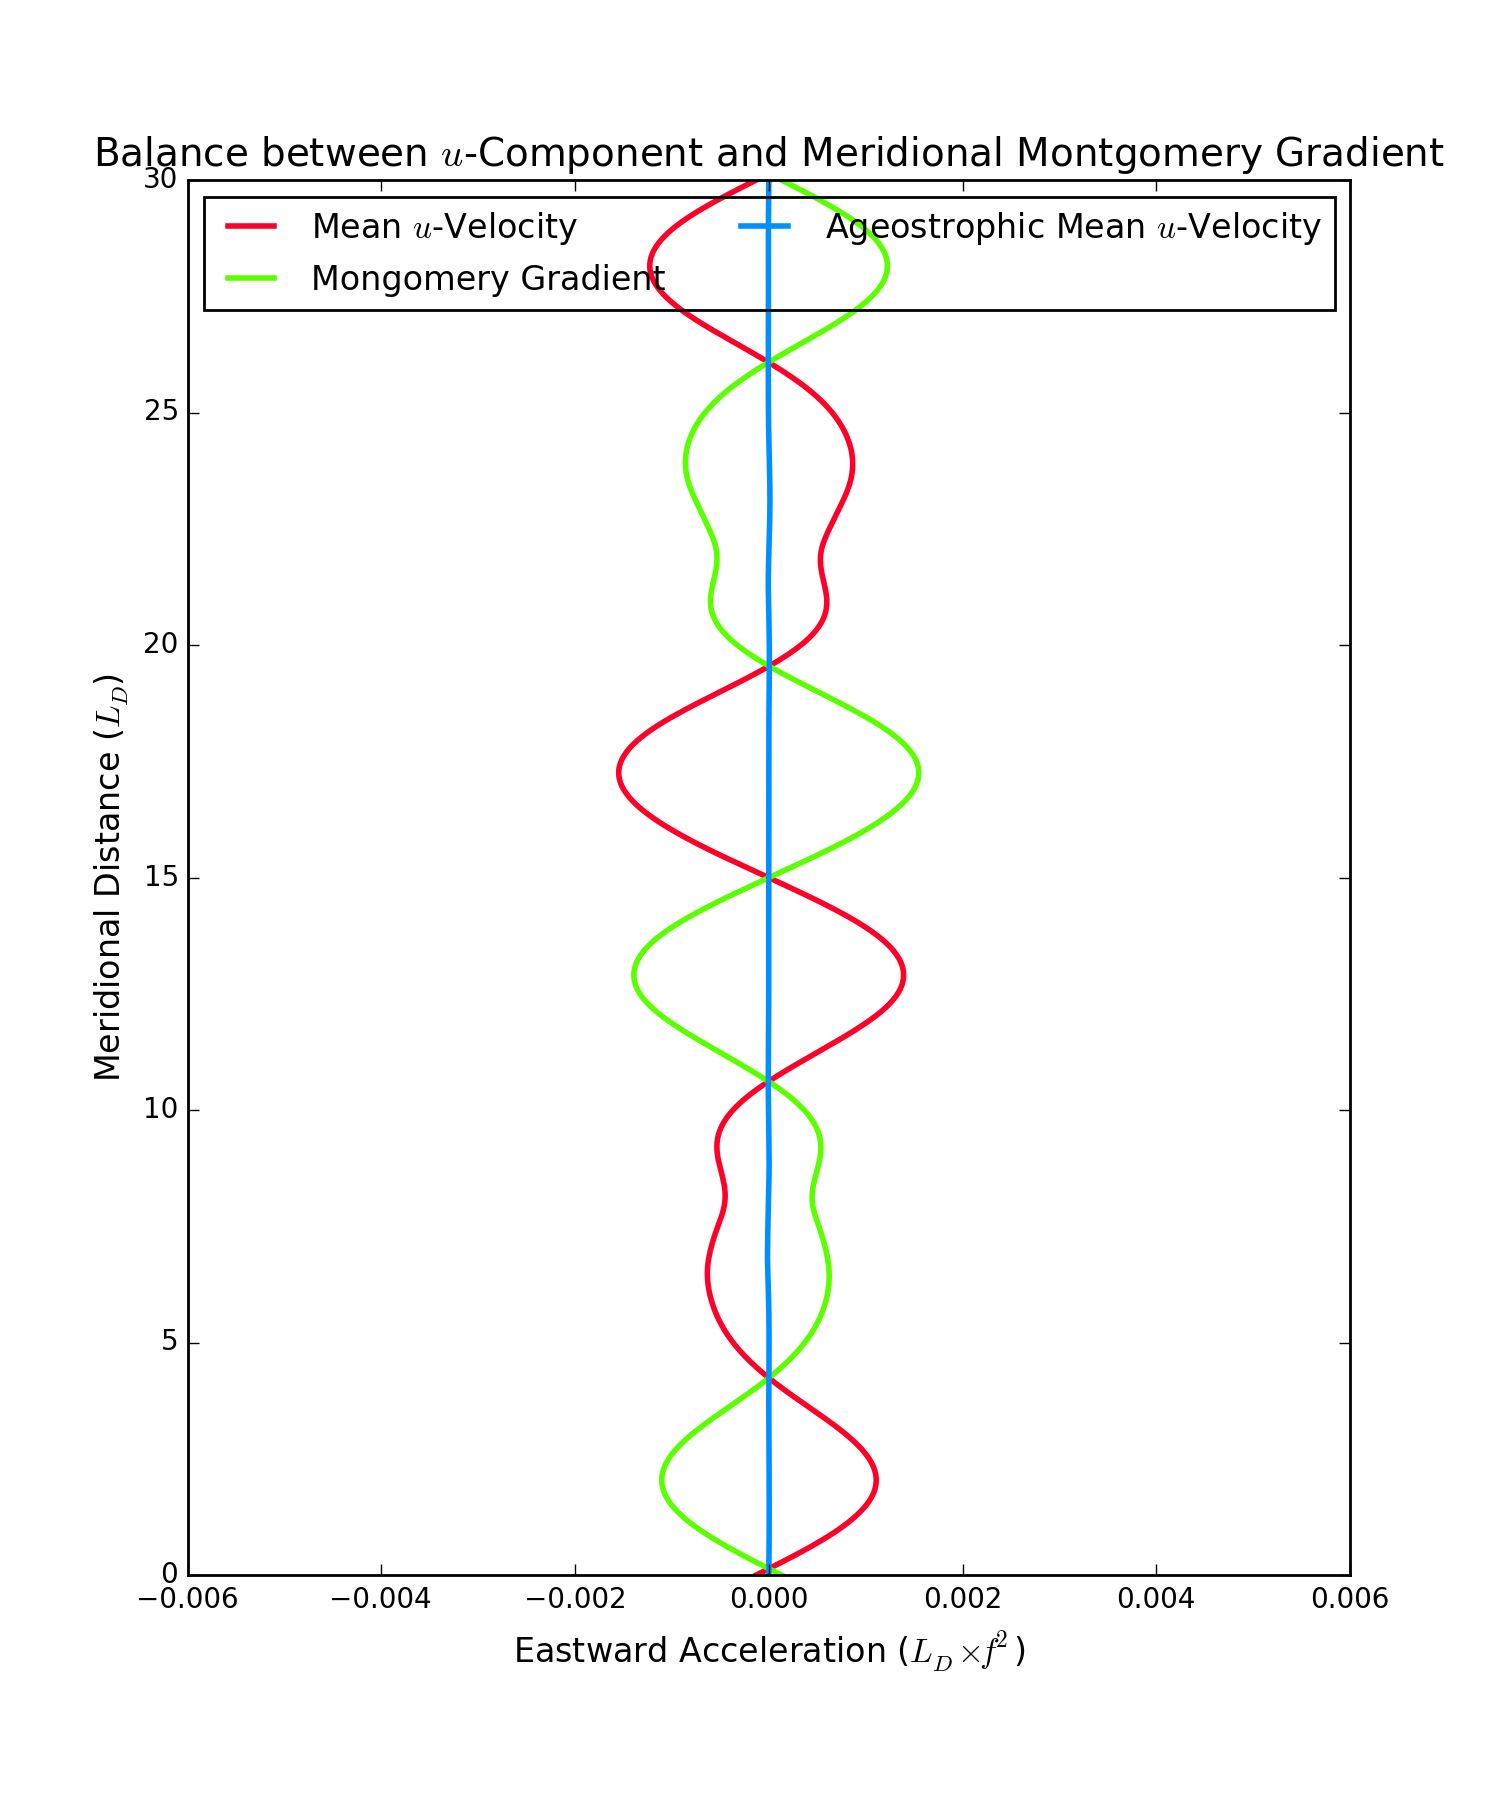 Balance between u-Component and Meridional Montgomery Gradient
Mean u-Velocity
Mongomery Gradient
Ageostrophic Mean u-Velocity
30
25
20
15
10
5
0
Meridional Distance (L_D)
−0.006 −0.004 −0.002 0.000 0.002 0.004 0.006
Eastward Acceleration (L_D×f²)